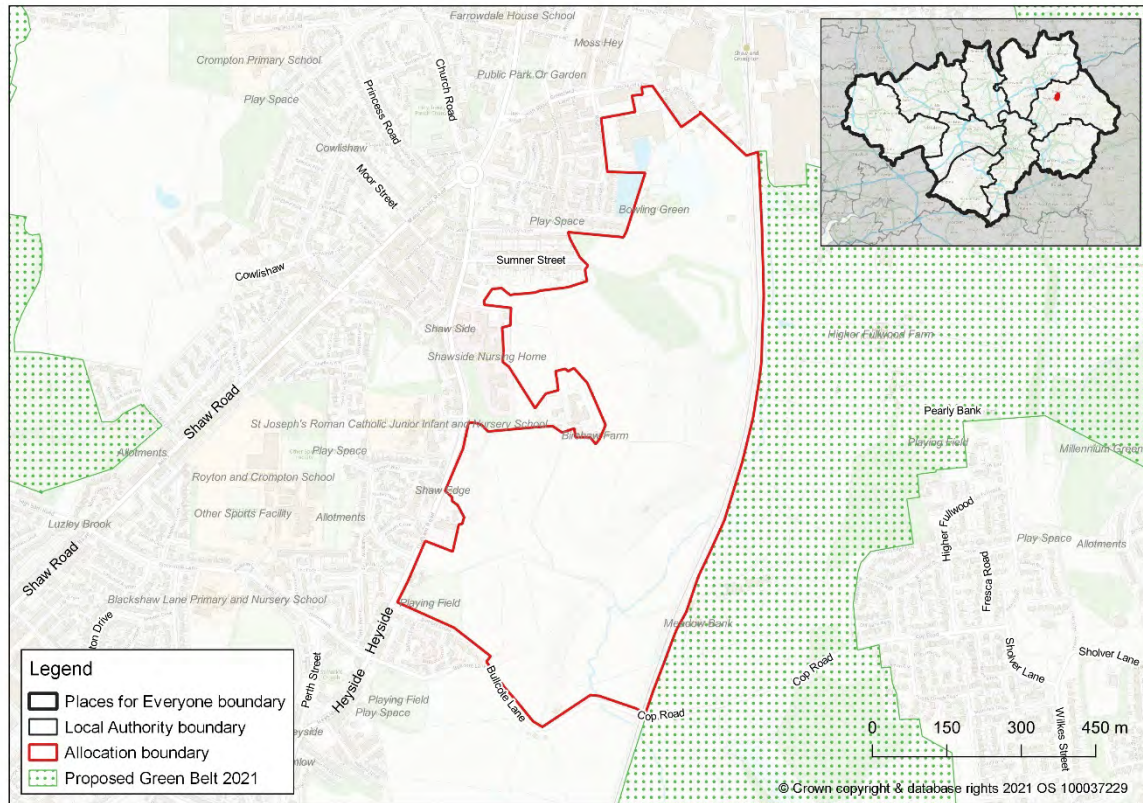 Farrowdale House School
Moss Hey
Crompton Primary School
Church Road
Public Park Or Garden
Play Space
Princess Road
Cowlishaw
Moor Street
Play Space
Bowling Green
Sumner Street
Cowlishaw
Shaw Side
Shawside Nursing Home
Higher Fullwood Farm
Shaw Road
Pearly Bank
St Joseph's Roman Catholic Junior Infant and Nursery School
Birshaw Farm
Playing Field
Millennium Green
Allotments
Play Space
Royton and Crompton School
Shaw Edge
Other Sports Facility
Allotments
Higher Fullwood
Luzley Brook
Play Space
Allotments
Shaw Road
Fresca Road
Blackshaw Lane Primary and Nursery School
Playing Field
Heyside
Meadow Bank
Perth Street
Sholver Lane
Sholver Lane
Bullcote Lane
Cop Road
Playing Field
Play Space
Heyside
Cop Road
Wilkes Street
Legend
Places for Everyone boundary
Local Authority boundary
Allocation boundary
Proposed Green Belt 2021
0 150 300 450 m
© Crown copyright & database rights 2021 OS 100037229